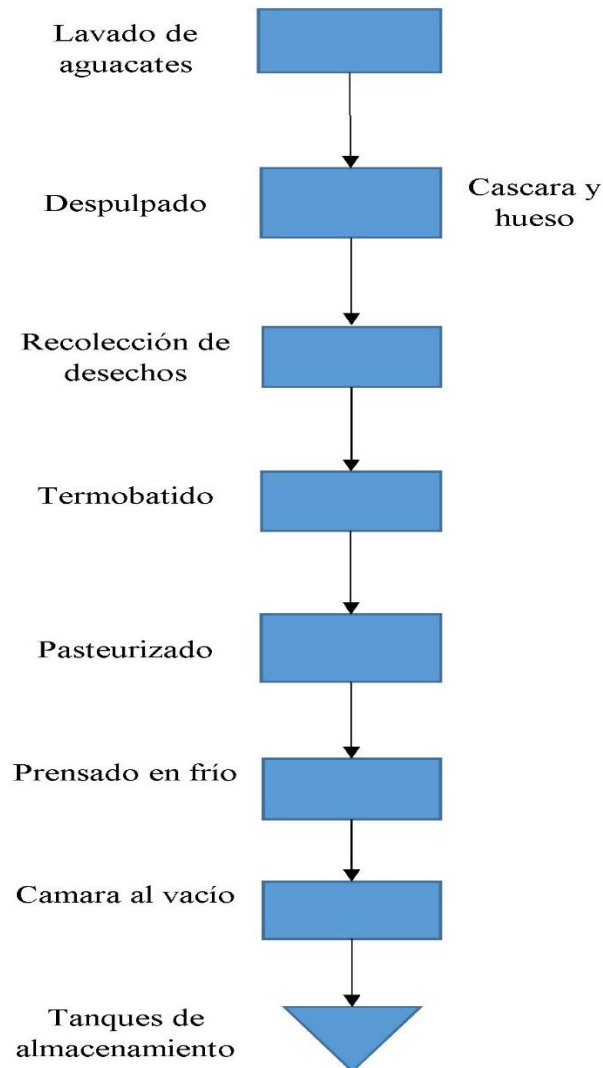 Lavado de
aguacates
Despulpado
Cascara y
hueso
Recolección de
desechos
Termobatido
Pasteurizado
Prensado en frío
Camara al vacío
Tanques de
almacenamiento